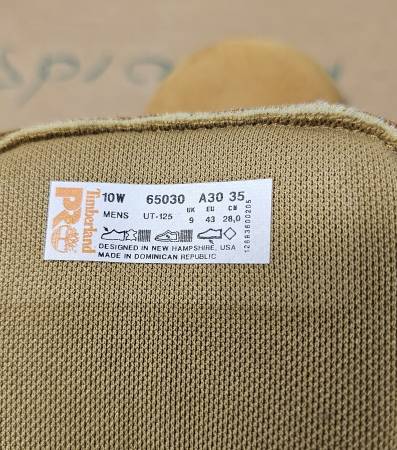 Timberland
PRO
10W 65030 A30 35
MENS UT-125 UK 9 EU 43 CM 28,0
DESIGNED IN NEW HAMPSHIRE, USA
MADE IN DOMINICAN REPUBLIC